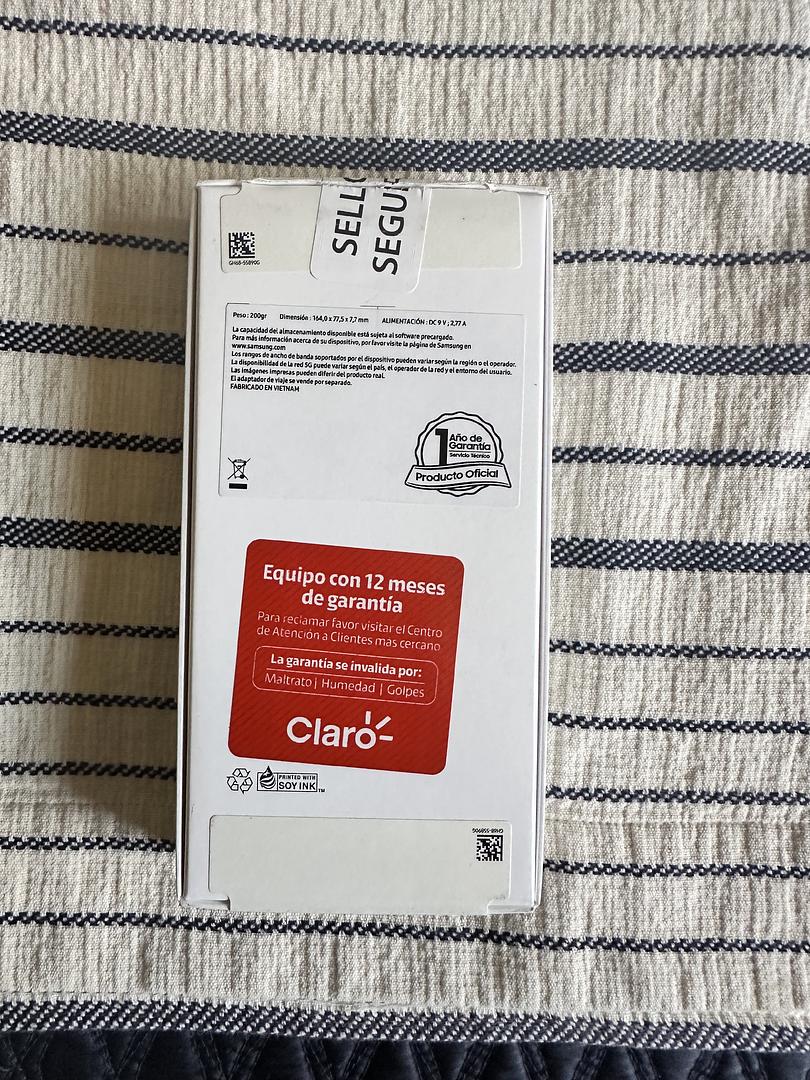 SELLO
SEGUR
GH68-55890G
Peso : 200gr Dimensión : 164,0 x 77,5 x 7,7 mm ALIMENTACIÓN : DC 9 V ; 2,77 A
La capacidad del almacenamiento disponible está sujeta al software precargado.
Para más información acerca de su dispositivo, por favor visite la página de Samsung en
www.samsung.com
Los rangos de ancho de banda soportados por el dispositivo pueden variar según la región o el operador.
La disponibilidad de la red 5G puede variar según el país, el operador de la red y el entorno del usuario.
Las imágenes impresas pueden diferir del producto real.
El adaptador de viaje se vende por separado.
FABRICADO EN VIETNAM
1 Año de
Garantía
Servicio Técnico
Producto Oficial
Equipo con 12 meses
de garantía
Para reclamar favor visitar el Centro
de Atención a Clientes mas cercano
La garantía se invalida por:
Maltrato | Humedad | Golpes
Claro
PRINTED WITH
SOY INK™